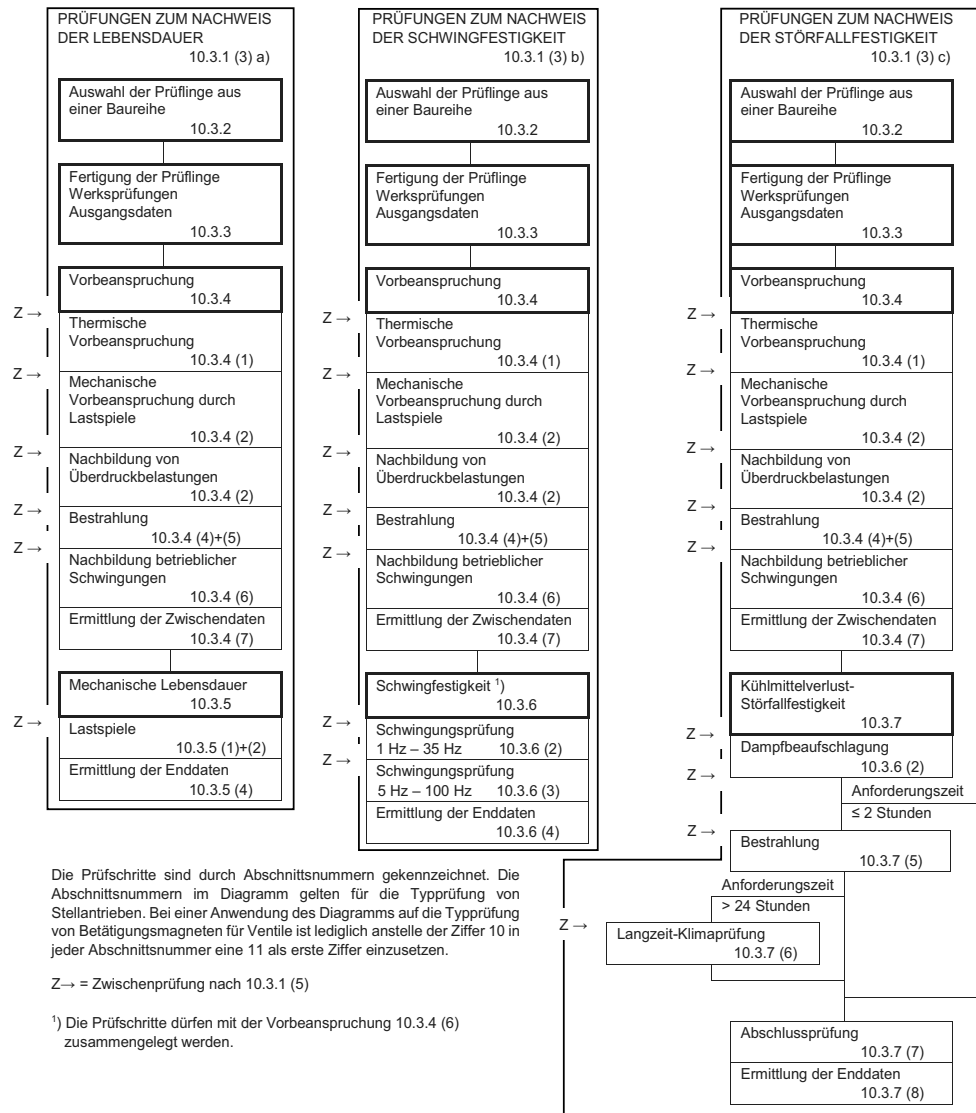 PRÜFUNGEN ZUM NACHWEIS
DER LEBENSDAUER
10.3.1 (3) a)
Auswahl der Prüflinge aus
einer Baureihe
10.3.2
Fertigung der Prüflinge
Werksprüfungen
Ausgangsdaten
10.3.3
Vorbeanspruchung
10.3.4
Z →
Thermische
Vorbeanspruchung
10.3.4 (1)
Z →
Mechanische
Vorbeanspruchung durch
Lastspiele
10.3.4 (2)
Z →
Nachbildung von
Überdruckbelastungen
10.3.4 (2)
Z →
Bestrahlung
10.3.4 (4)+(5)
Z →
Nachbildung betrieblicher
Schwingungen
10.3.4 (6)
Ermittlung der Zwischendaten
10.3.4 (7)
Mechanische Lebensdauer
10.3.5
Z →
Lastspiele
10.3.5 (1)+(2)
Ermittlung der Enddaten
10.3.5 (4)
PRÜFUNGEN ZUM NACHWEIS
DER SCHWINGFESTIGKEIT
10.3.1 (3) b)
Auswahl der Prüflinge aus
einer Baureihe
10.3.2
Fertigung der Prüflinge
Werksprüfungen
Ausgangsdaten
10.3.3
Vorbeanspruchung
10.3.4
Z →
Thermische
Vorbeanspruchung
10.3.4 (1)
Z →
Mechanische
Vorbeanspruchung durch
Lastspiele
10.3.4 (2)
Z →
Nachbildung von
Überdruckbelastungen
10.3.4 (2)
Z →
Bestrahlung
10.3.4 (4)+(5)
Z →
Nachbildung betrieblicher
Schwingungen
10.3.4 (6)
Ermittlung der Zwischendaten
10.3.4 (7)
Schwingfestigkeit ¹)
10.3.6
Z →
Schwingungsprüfung
1 Hz – 35 Hz 10.3.6 (2)
Z →
Schwingungsprüfung
5 Hz – 100 Hz 10.3.6 (3)
Ermittlung der Enddaten
10.3.6 (4)
PRÜFUNGEN ZUM NACHWEIS
DER STÖRFALLFESTIGKEIT
10.3.1 (3) c)
Auswahl der Prüflinge aus
einer Baureihe
10.3.2
Fertigung der Prüflinge
Werksprüfungen
Ausgangsdaten
10.3.3
Vorbeanspruchung
10.3.4
Z →
Thermische
Vorbeanspruchung
10.3.4 (1)
Z →
Mechanische
Vorbeanspruchung durch
Lastspiele
10.3.4 (2)
Z →
Nachbildung von
Überdruckbelastungen
10.3.4 (2)
Z →
Bestrahlung
10.3.4 (4)+(5)
Z →
Nachbildung betrieblicher
Schwingungen
10.3.4 (6)
Ermittlung der Zwischendaten
10.3.4 (7)
Kühlmittelverlust-
Störfallfestigkeit
10.3.7
Z →
Dampfbeaufschlagung
10.3.6 (2)
Z →
Anforderungszeit
≤ 2 Stunden
Z →
Bestrahlung
10.3.7 (5)
Anforderungszeit
> 24 Stunden
Z →
Langzeit-Klimaprüfung
10.3.7 (6)
Abschlussprüfung
10.3.7 (7)
Ermittlung der Enddaten
10.3.7 (8)
Die Prüfschritte sind durch Abschnittsnummern gekennzeichnet. Die
Abschnittsnummern im Diagramm gelten für die Typprüfung von
Stellantrieben. Bei einer Anwendung des Diagramms auf die Typprüfung
von Betätigungsmagneten für Ventile ist lediglich anstelle der Ziffer 10 in
jeder Abschnittsnummer eine 11 als erste Ziffer einzusetzen.
Z→ = Zwischenprüfung nach 10.3.1 (5)
¹) Die Prüfschritte dürfen mit der Vorbeanspruchung 10.3.4 (6)
zusammengelegt werden.